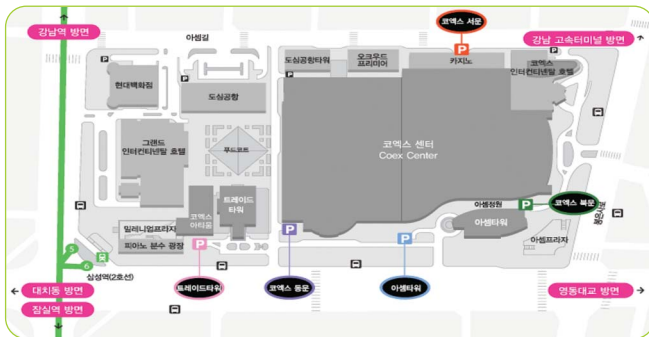 코엑스 서문
강남역 방면
아셈길
강남 고속터미널 방면
P
P
P
도심공항타워
오크우드
프리미어
카지노
코엑스
인터컨티넨탈 호텔
현대백화점
P
P
도심공항
코엑스 센터
Coex Center
그랜드
인터컨티넨탈 호텔
푸드코트
코엑스
아티움
트레이드
타워
아셈정원
P
코엑스 북문
봉은사로
밀레니엄프라자
피아노 분수 광장
P
P
P
아셈타워
아셈프라자
5
6
삼성역(2호선)
대치동 방면
트레이드타워
코엑스 동문
아셈타워
영동대교 방면
잠실역 방면